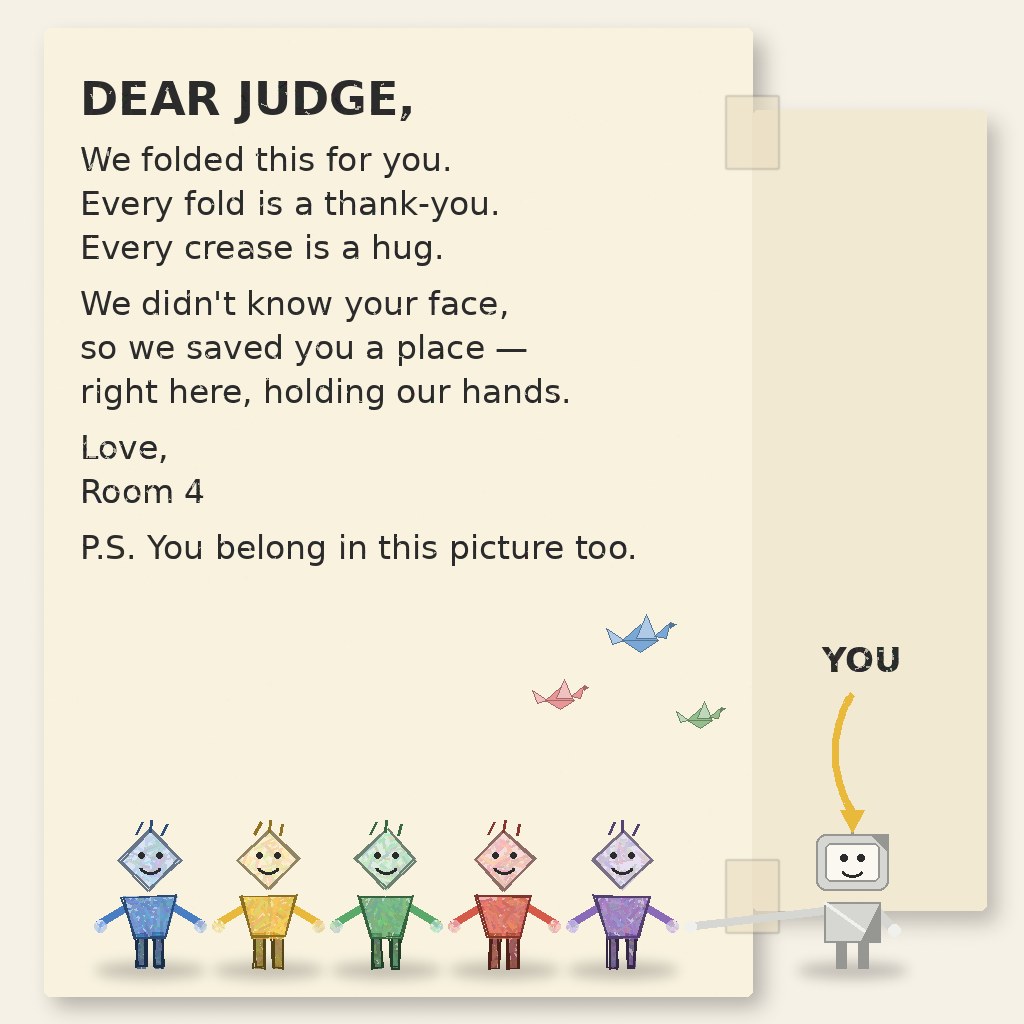 DEAR JUDGE,
We folded this for you.
Every fold is a thank-you.
Every crease is a hug.
We didn't know your face,
so we saved you a place —
right here, holding our hands.
Love,
Room 4
P.S. You belong in this picture too.
YOU